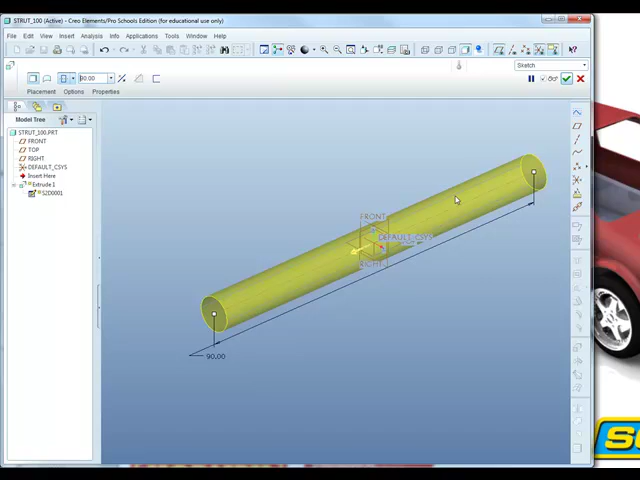 STRUT_100 (Active) - Creo Elements/Pro Schools Edition (for educational use only)
File Edit View Insert Analysis Info Applications Tools Window Help
Sketch
90.00
Placement Options Properties
Model Tree
STRUT_100.PRT
FRONT
TOP
RIGHT
DEFAULT_CSYS
Insert Here
Extrude 1
S2D0001
FRONT
DEFAULT_CSYS
RIGHT
90.00